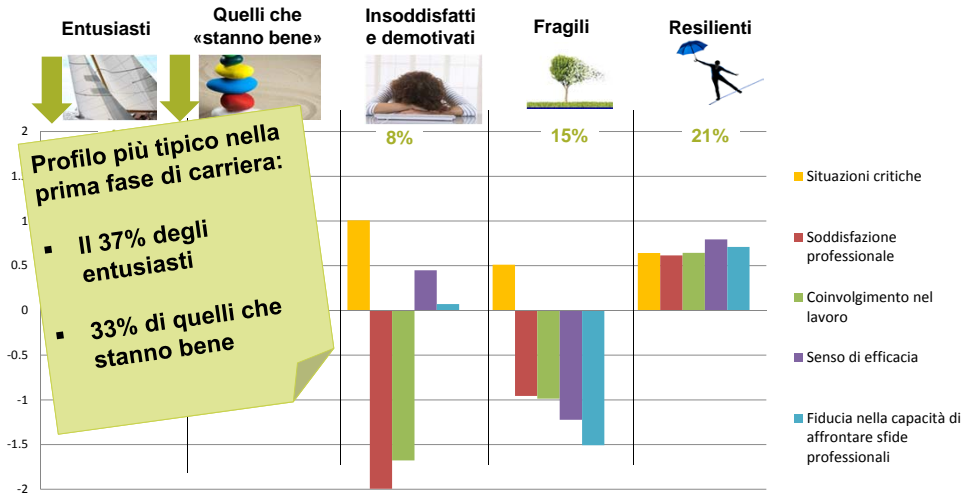 Entusiasti
Quelli che
«stanno bene»
Insoddisfatti
e demotivati
Fragili
Resilienti
8%
15%
21%
Profilo più tipico nella
prima fase di carriera:
▪ Il 37% degli
entusiasti
▪ 33% di quelli che
stanno bene
2
1
0.5
0
-0.5
-1
-1.5
-2
Situazioni critiche
Soddisfazione
professionale
Coinvolgimento nel
lavoro
Senso di efficacia
Fiducia nella capacità di
affrontare sfide
professionali